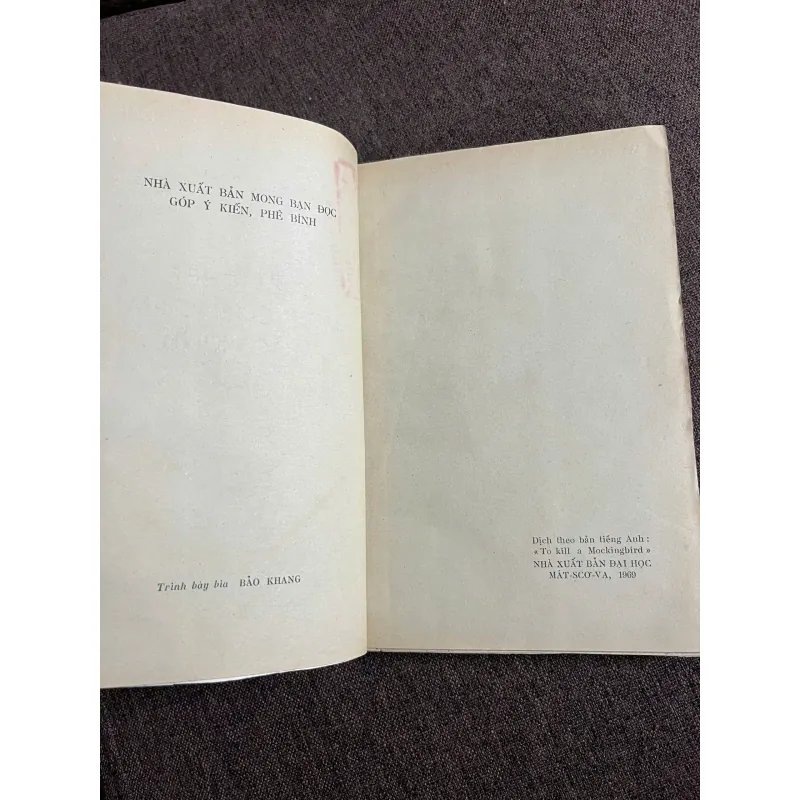 NHÀ XUẤT BẢN MONG BẠN ĐỌC
GÓP Ý KIẾN, PHÊ BÌNH
Trình bày bìa BẢO KHANG
Dịch theo bản tiếng Anh :
« To kill a Mockingbird »
NHÀ XUẤT BẢN ĐẠI HỌC
MÁT-SCƠ-VA, 1969